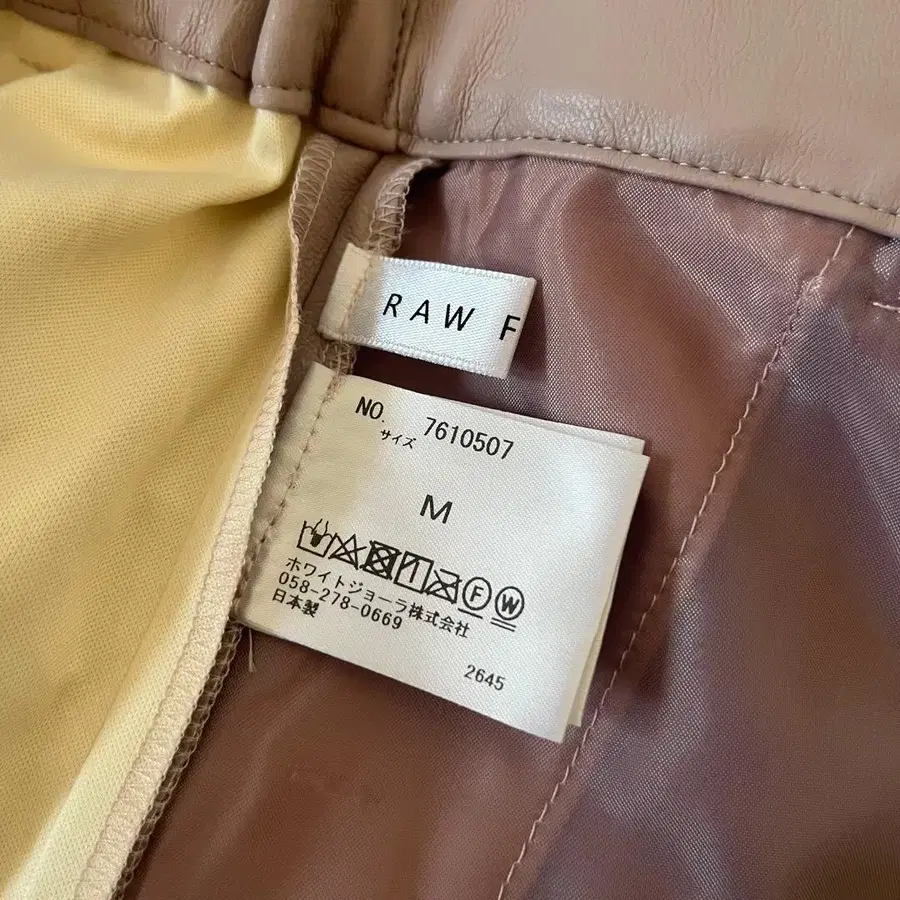 RAW F
NO. 7610507
サイズ
M
F W
ホワイトジョーラ株式会社
058-278-0669
日本製
2645